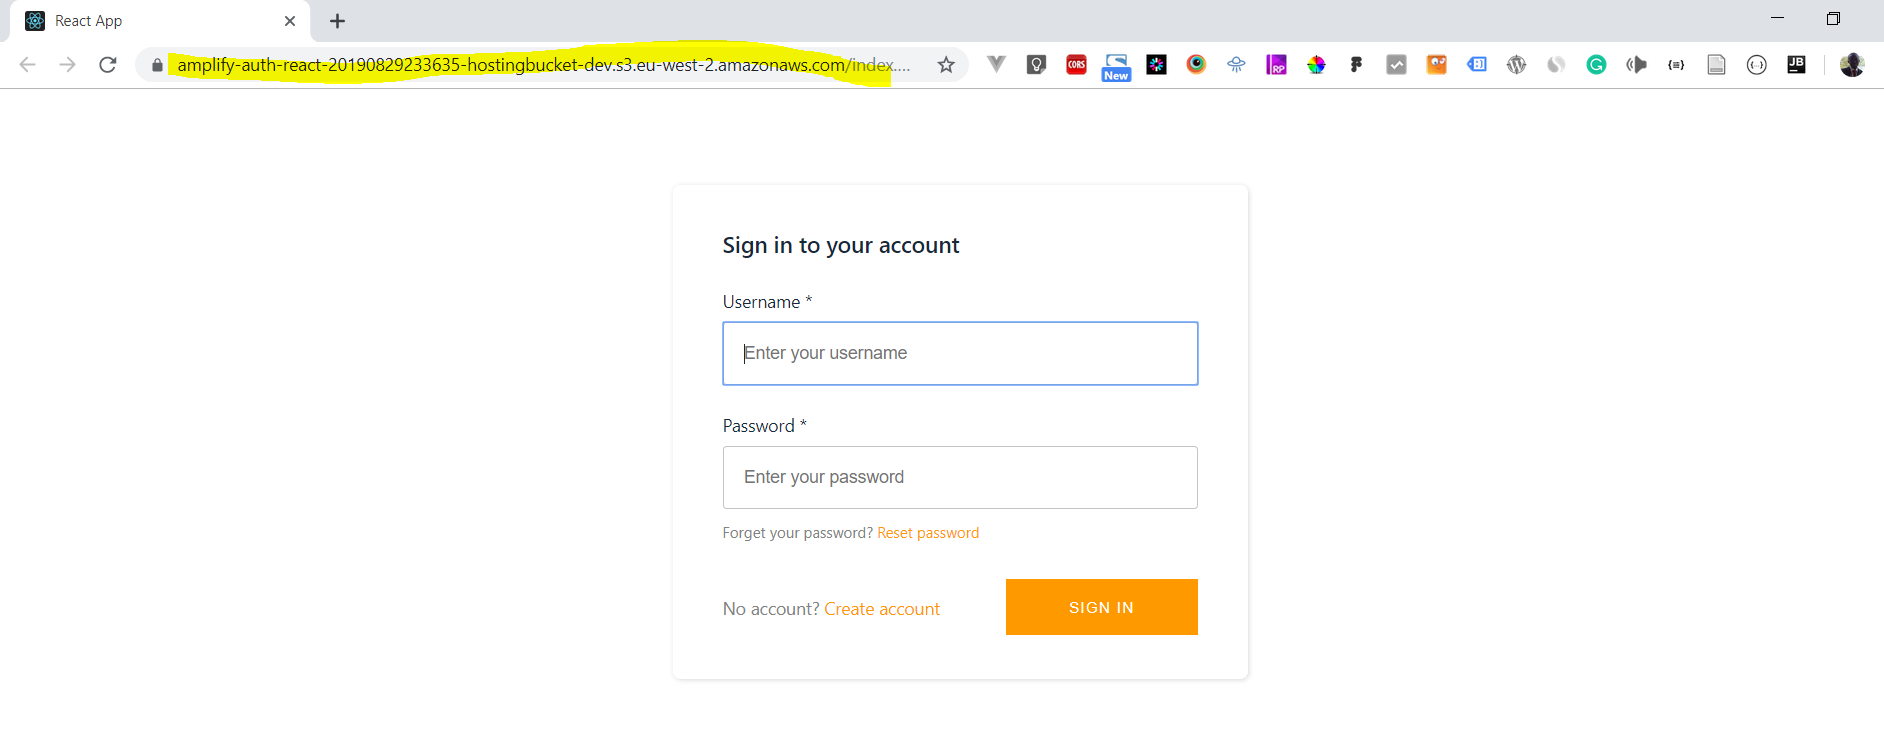 React App
amplify-auth-react-20190829233635-hostingbucket-dev.s3.eu-west-2.amazonaws.com/index....
CORS
New
RP
JB
Sign in to your account
Username *
Enter your username
Password *
Enter your password
Forget your password? Reset password
No account? Create account
SIGN IN